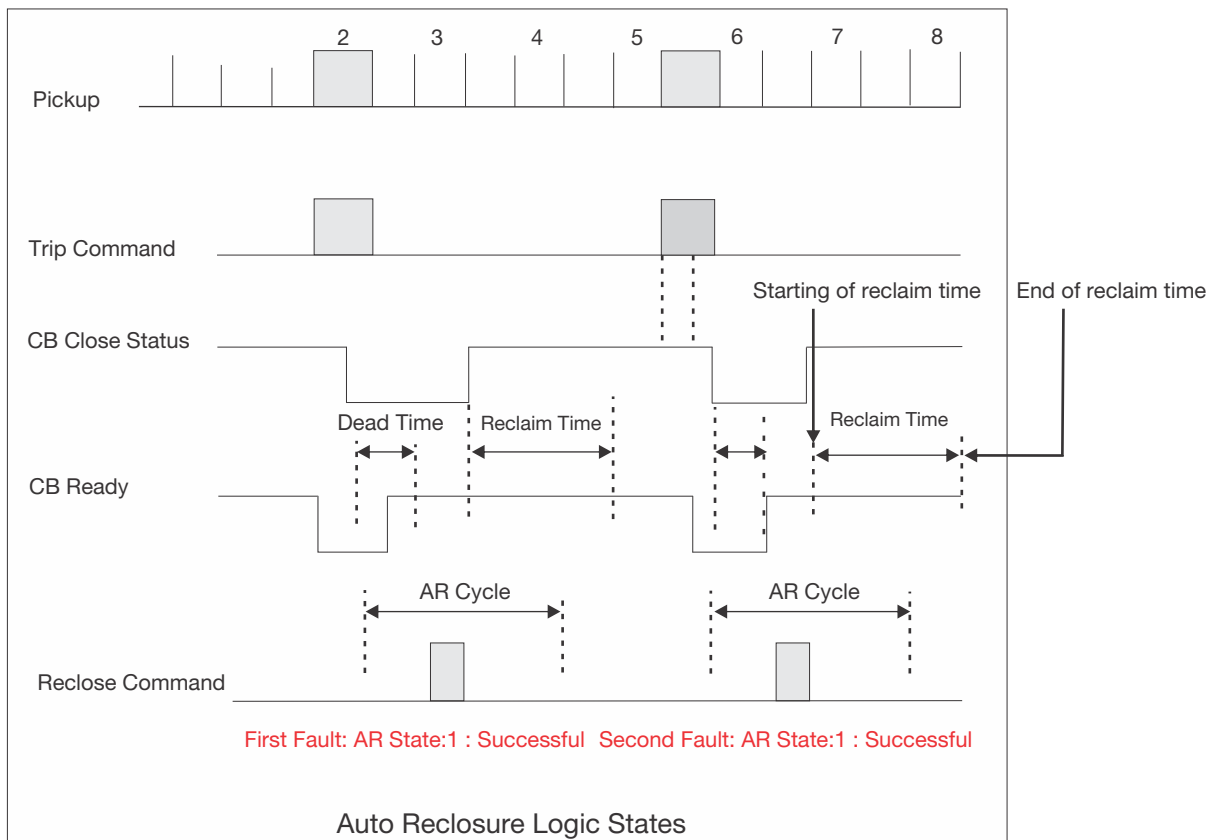 2 3 4 5 6 7 8
Pickup
Trip Command
Starting of reclaim time
End of reclaim time
CB Close Status
Dead Time
Reclaim Time
Reclaim Time
CB Ready
AR Cycle
AR Cycle
Reclose Command
First Fault: AR State:1 : Successful Second Fault: AR State:1 : Successful
Auto Reclosure Logic States